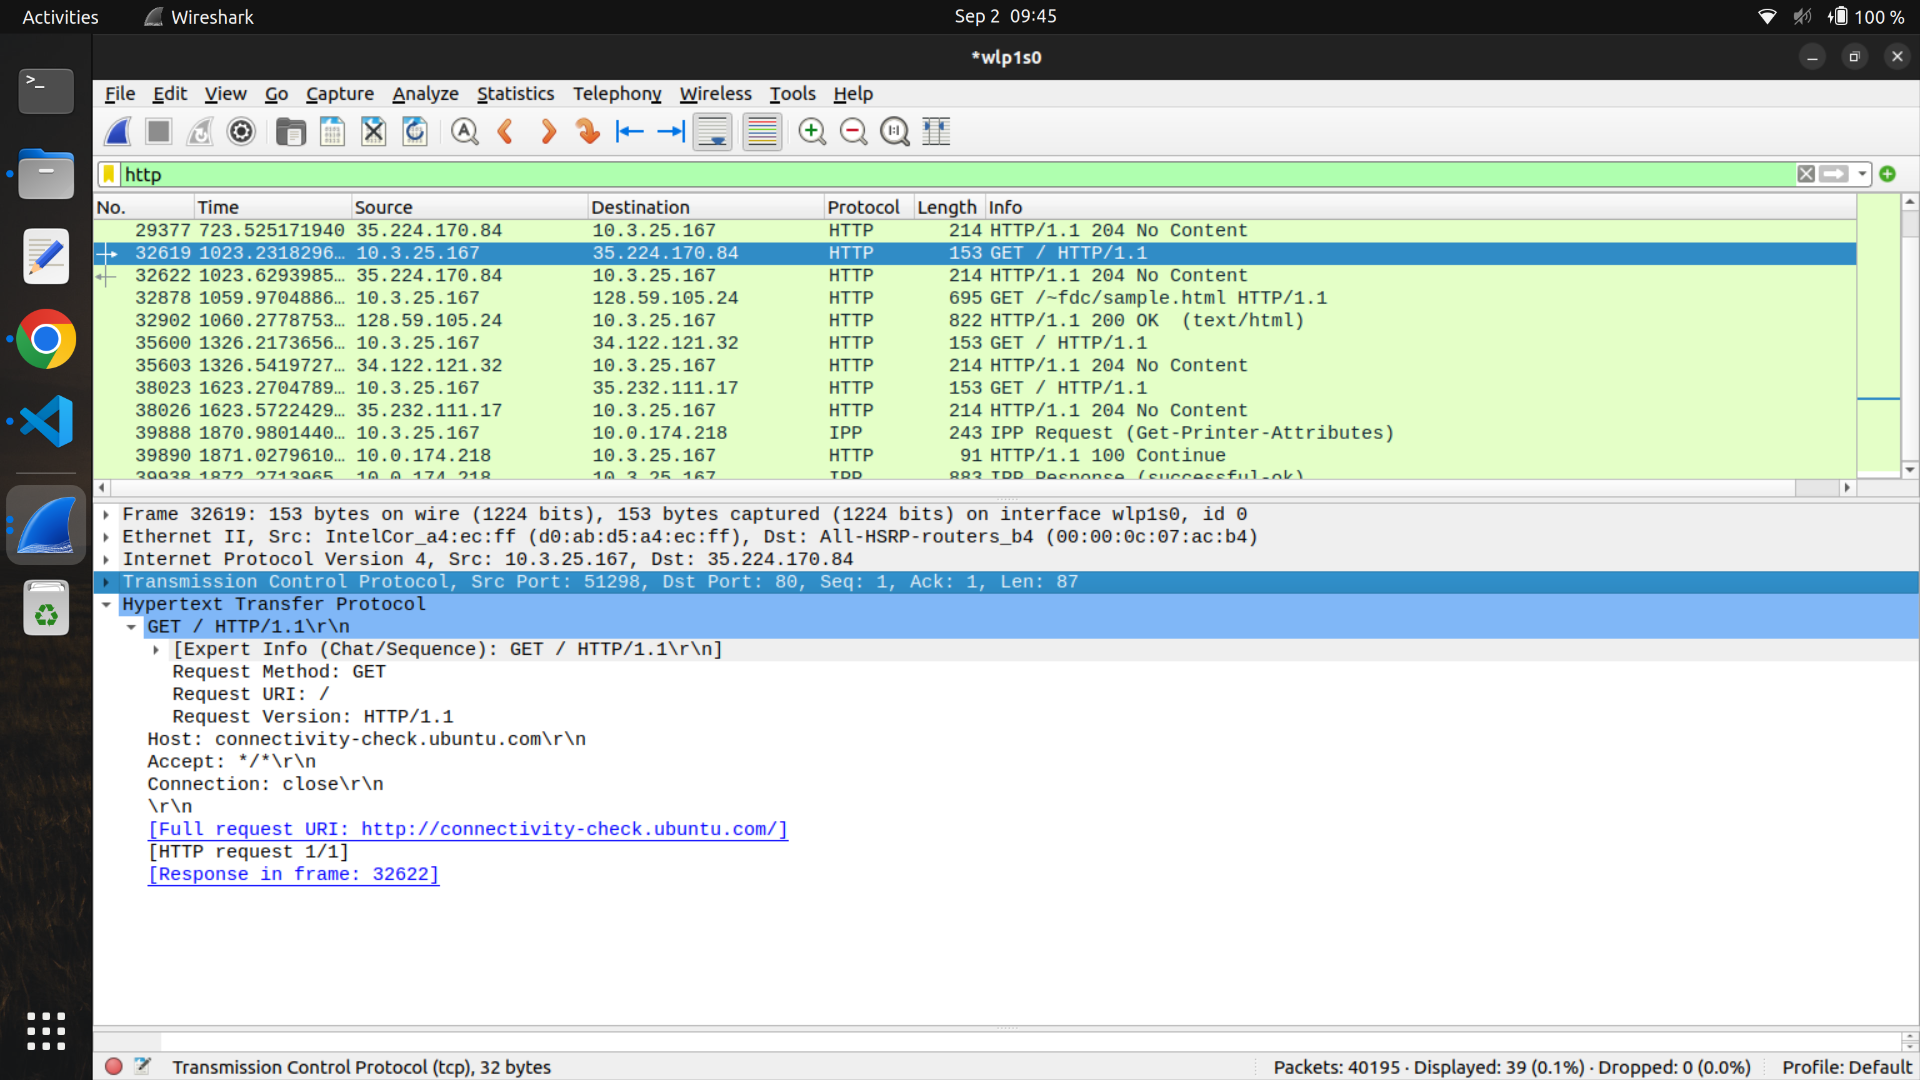 Activities Wireshark Sep 2 09:45 100 %
*wlp1s0
File Edit View Go Capture Analyze Statistics Telephony Wireless Tools Help
http
No. Time Source Destination Protocol Length Info
29377 723.525171940 35.224.170.84 10.3.25.167 HTTP 214 HTTP/1.1 204 No Content
32619 1023.2318296… 10.3.25.167 35.224.170.84 HTTP 153 GET / HTTP/1.1
32622 1023.6293985… 35.224.170.84 10.3.25.167 HTTP 214 HTTP/1.1 204 No Content
32878 1059.9704886… 10.3.25.167 128.59.105.24 HTTP 695 GET /~fdc/sample.html HTTP/1.1
32902 1060.2778753… 128.59.105.24 10.3.25.167 HTTP 822 HTTP/1.1 200 OK  (text/html)
35600 1326.2173656… 10.3.25.167 34.122.121.32 HTTP 153 GET / HTTP/1.1
35603 1326.5419727… 34.122.121.32 10.3.25.167 HTTP 214 HTTP/1.1 204 No Content
38023 1623.2704789… 10.3.25.167 35.232.111.17 HTTP 153 GET / HTTP/1.1
38026 1623.5722429… 35.232.111.17 10.3.25.167 HTTP 214 HTTP/1.1 204 No Content
39888 1870.9801440… 10.3.25.167 10.0.174.218 IPP 243 IPP Request (Get-Printer-Attributes)
39890 1871.0279610… 10.0.174.218 10.3.25.167 HTTP 91 HTTP/1.1 100 Continue
39938 1872.2713965… 10.0.174.218 10.3.25.167 IPP 883 IPP Response (successful-ok)
Frame 32619: 153 bytes on wire (1224 bits), 153 bytes captured (1224 bits) on interface wlp1s0, id 0
Ethernet II, Src: IntelCor_a4:ec:ff (d0:ab:d5:a4:ec:ff), Dst: All-HSRP-routers_b4 (00:00:0c:07:ac:b4)
Internet Protocol Version 4, Src: 10.3.25.167, Dst: 35.224.170.84
Transmission Control Protocol, Src Port: 51298, Dst Port: 80, Seq: 1, Ack: 1, Len: 87
Hypertext Transfer Protocol
GET / HTTP/1.1\r\n
[Expert Info (Chat/Sequence): GET / HTTP/1.1\r\n]
Request Method: GET
Request URI: /
Request Version: HTTP/1.1
Host: connectivity-check.ubuntu.com\r\n
Accept: */*\r\n
Connection: close\r\n
\r\n
[Full request URI: http://connectivity-check.ubuntu.com/]
[HTTP request 1/1]
[Response in frame: 32622]
Transmission Control Protocol (tcp), 32 bytes Packets: 40195 · Displayed: 39 (0.1%) · Dropped: 0 (0.0%) Profile: Default